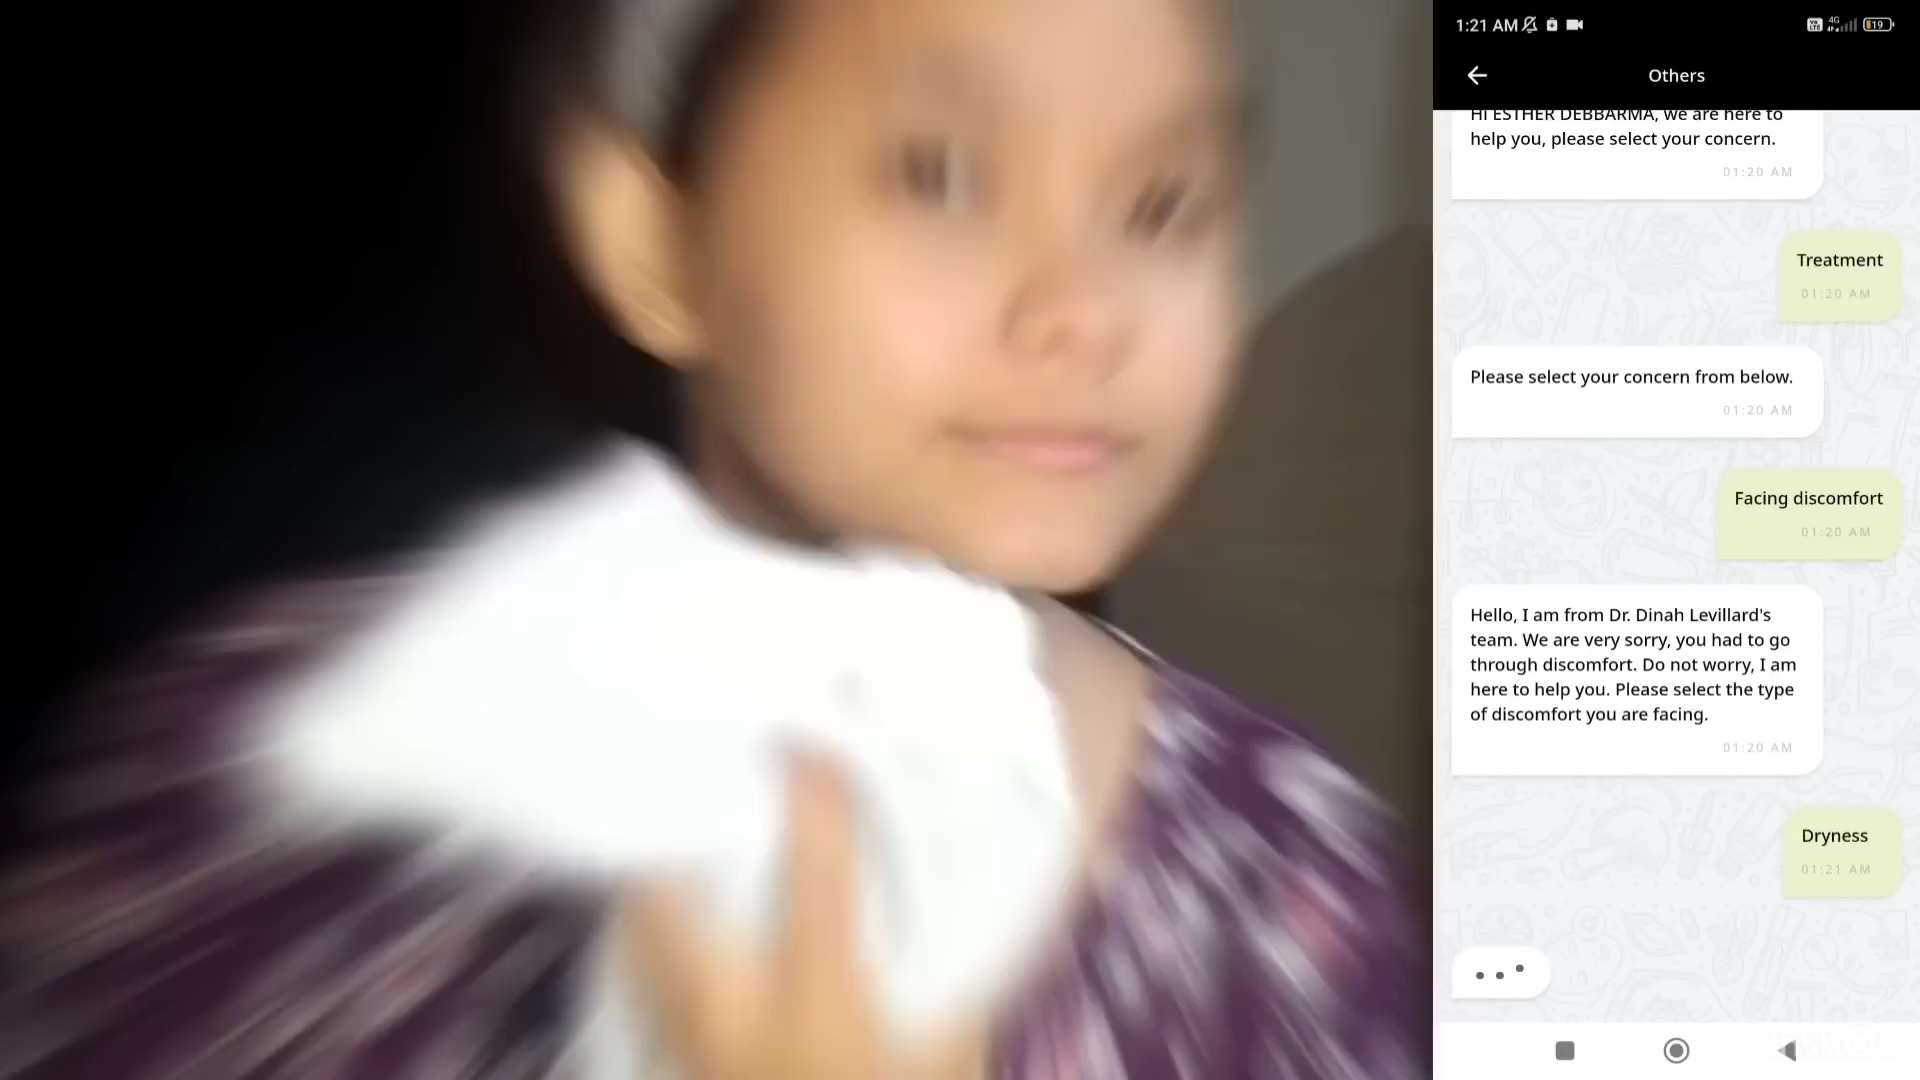 1:21 AM
4G
19
Others
Hi ESTHER DEBBARMA, we are here to
help you, please select your concern.
01:20 AM
Treatment
01:20 AM
Please select your concern from below.
01:20 AM
Facing discomfort
01:20 AM
Hello, I am from Dr. Dinah Levillard's
team. We are very sorry, you had to go
through discomfort. Do not worry, I am
here to help you. Please select the type
of discomfort you are facing.
01:20 AM
Dryness
01:21 AM